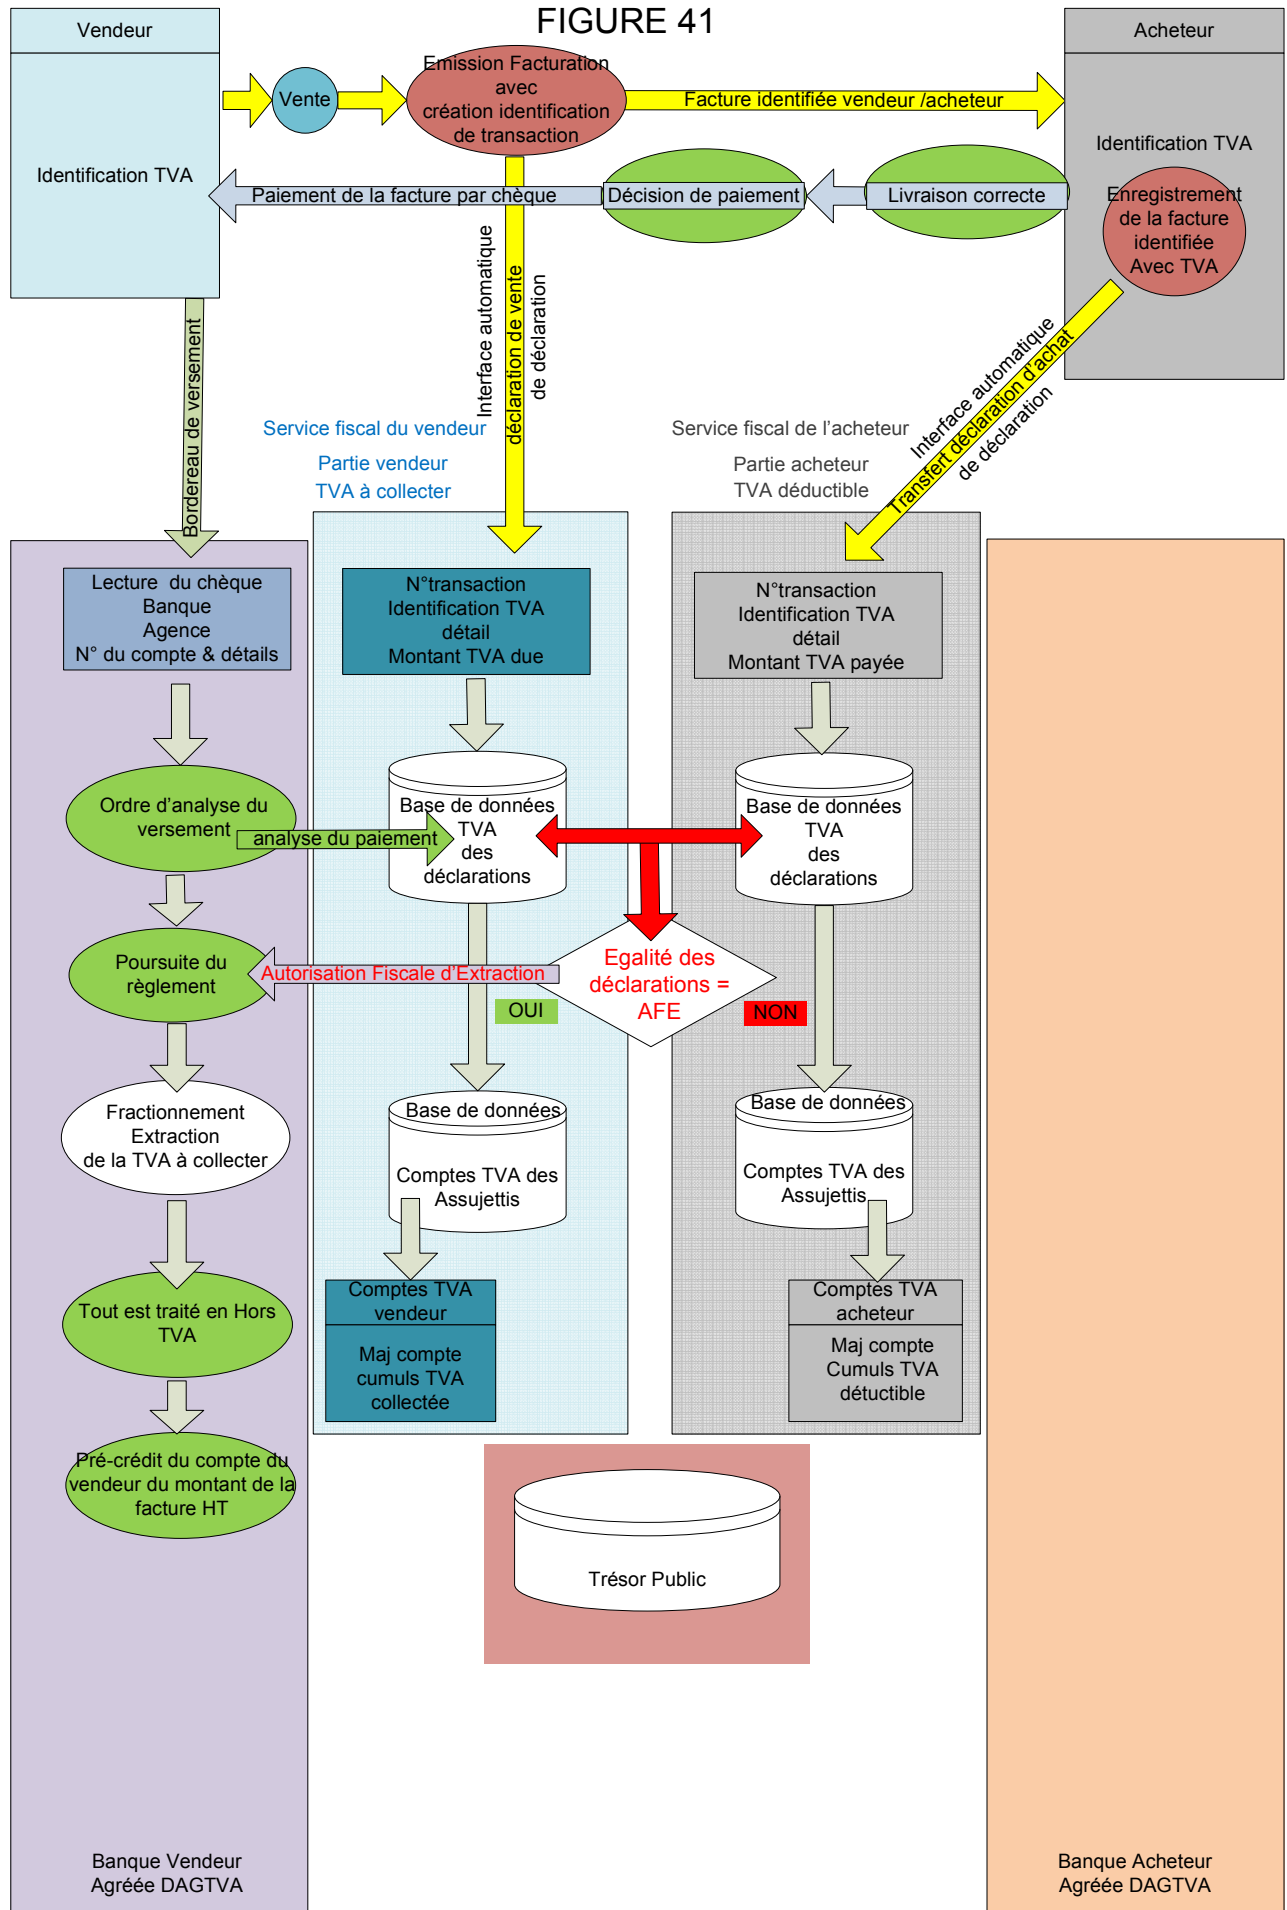 FIGURE 41
Vendeur
Identification TVA
Vente
Emission Facturation
avec
création identification
de transaction
Facture identifiée vendeur /acheteur
Acheteur
Identification TVA
Enregistrement
de la facture
identifiée
Avec TVA
Livraison correcte
Décision de paiement
Paiement de la facture par chèque
Bordereau de versement
Interface automatique
déclaration de vente
de déclaration
Interface automatique
Transfert déclaration d'achat
de déclaration
Service fiscal du vendeur
Partie vendeur
TVA à collecter
Service fiscal de l'acheteur
Partie acheteur
TVA déductible
Lecture du chèque
Banque
Agence
N° du compte & détails
N°transaction
Identification TVA
détail
Montant TVA due
N°transaction
Identification TVA
détail
Montant TVA payée
Ordre d'analyse du
versement
analyse du paiement
Base de données
TVA
des
déclarations
Base de données
TVA
des
déclarations
Poursuite du
règlement
Autorisation Fiscale d'Extraction
Egalité des
déclarations =
AFE
OUI
NON
Fractionnement
Extraction
de la TVA à collecter
Base de données
Comptes TVA des
Assujettis
Base de données
Comptes TVA des
Assujettis
Tout est traité en Hors
TVA
Comptes TVA
vendeur
Maj compte
cumuls TVA
collectée
Comptes TVA
acheteur
Maj compte
Cumuls TVA
détuctible
Pré-crédit du compte du
vendeur du montant de la
facture HT
Trésor Public
Banque Vendeur
Agréée DAGTVA
Banque Acheteur
Agréée DAGTVA